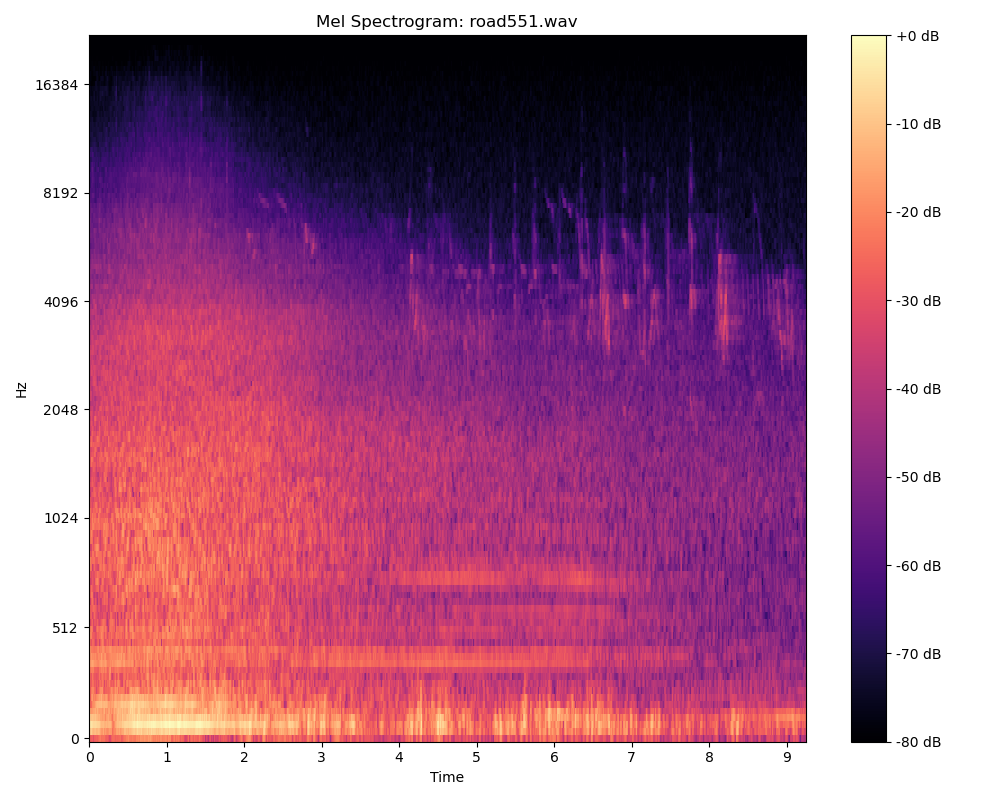 Mel Spectrogram: road551.wav
Hz
16384
8192
4096
2048
1024
512
0
0 1 2 3 4 5 6 7 8 9
Time
+0 dB
-10 dB
-20 dB
-30 dB
-40 dB
-50 dB
-60 dB
-70 dB
-80 dB